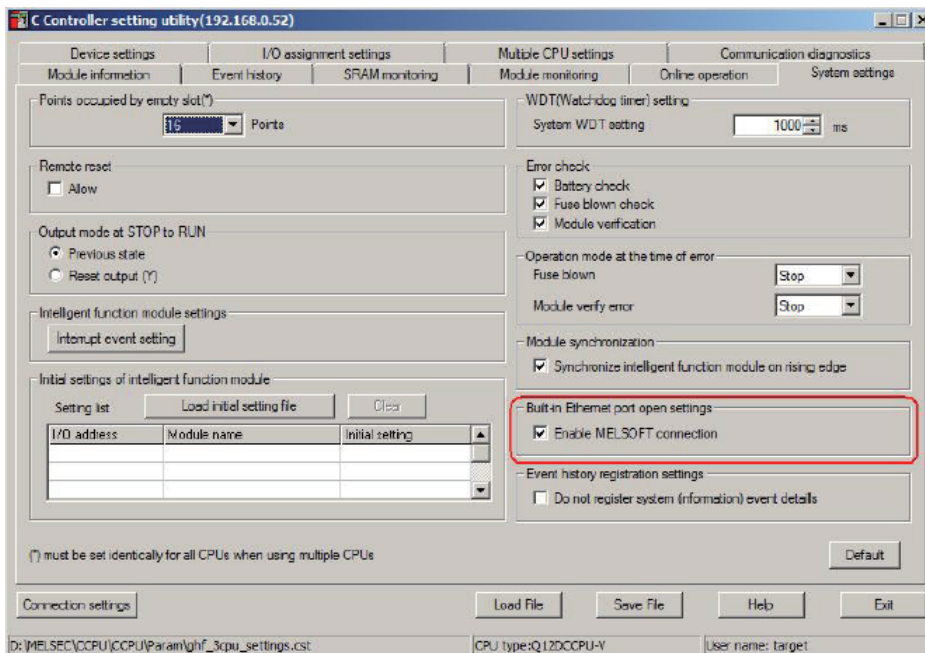 C Controller setting utility(192.168.0.52)
Device settings
I/O assignment settings
Multiple CPU settings
Communication diagnostics
Module information
Event history
SRAM monitoring
Module monitoring
Online operation
System settings
Points occupied by empty slot(*)
16
Points
Remote reset
Allow
Output mode at STOP to RUN
Previous state
Reset output (Y)
Intelligent function module settings
Interrupt event setting
Initial settings of intelligent function module
Setting list
Load initial setting file
Clear
I/O address
Module name
Initial setting
WDT(Watchdog timer) setting
System WDT setting
1000
ms
Error check
Battery check
Fuse blown check
Module verification
Operation mode at the time of error
Fuse blown
Stop
Module verify error
Stop
Module synchronization
Synchronize intelligent function module on rising edge
Built-in Ethernet port open settings
Enable MELSOFT connection
Event history registration settings
Do not register system (nformation) event details
(*) must be set identically for all CPUs when using multiple CPUs
Default
Connection settings
Load File
Save File
Help
Exit
D:\MELSEC\CCPU\CCPU\Param\ghf_3cpu_settings.cst
CPU type:Q12DCCPU-V
User name: target